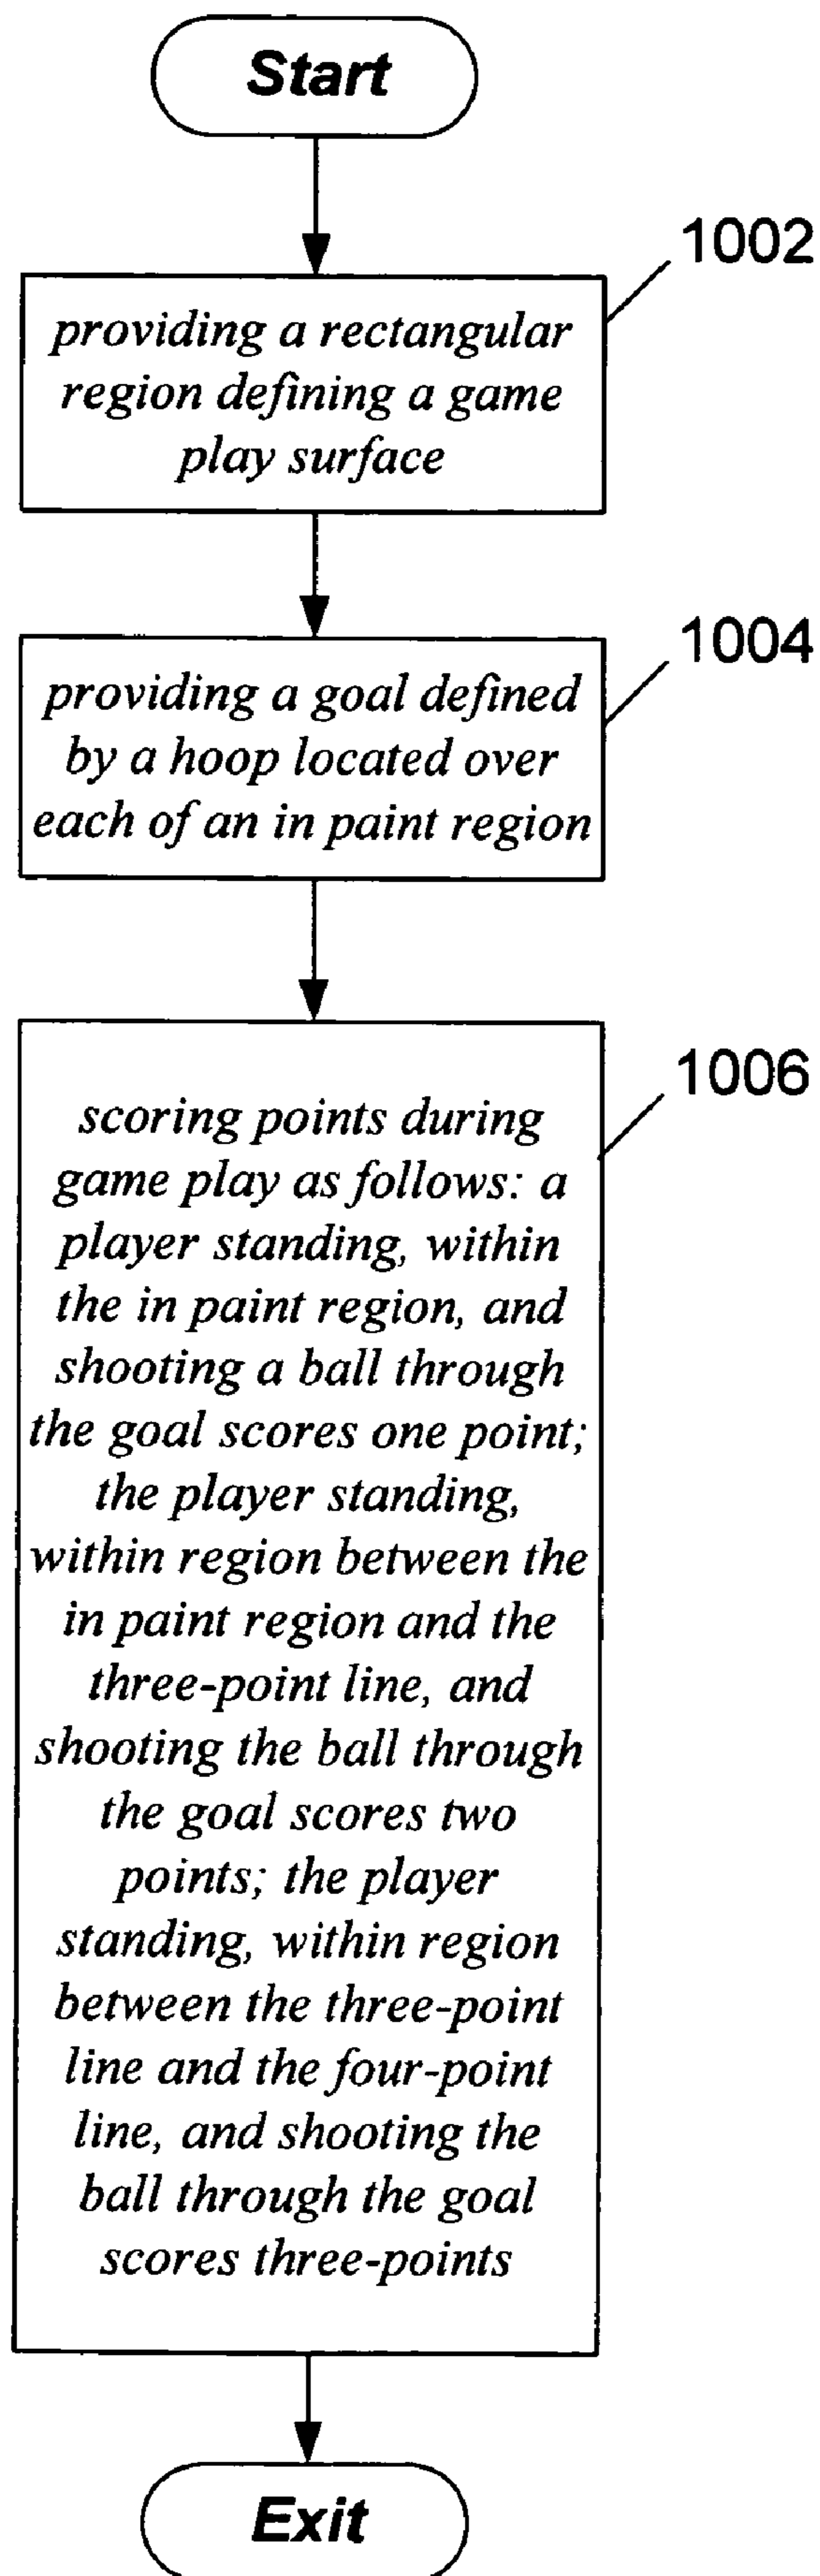 Start
1002
providing a rectangular
region defining a game
play surface
1004
providing a goal defined
by a hoop located over
each of an in paint region
1006
scoring points during
game play as follows: a
player standing, within
the in paint region, and
shooting a ball through
the goal scores one point;
the player standing,
within region between the
in paint region and the
three-point line, and
shooting the ball through
the goal scores two
points; the player
standing, within region
between the three-point
line and the four-point
line, and shooting the
ball through the goal
scores three-points
Exit